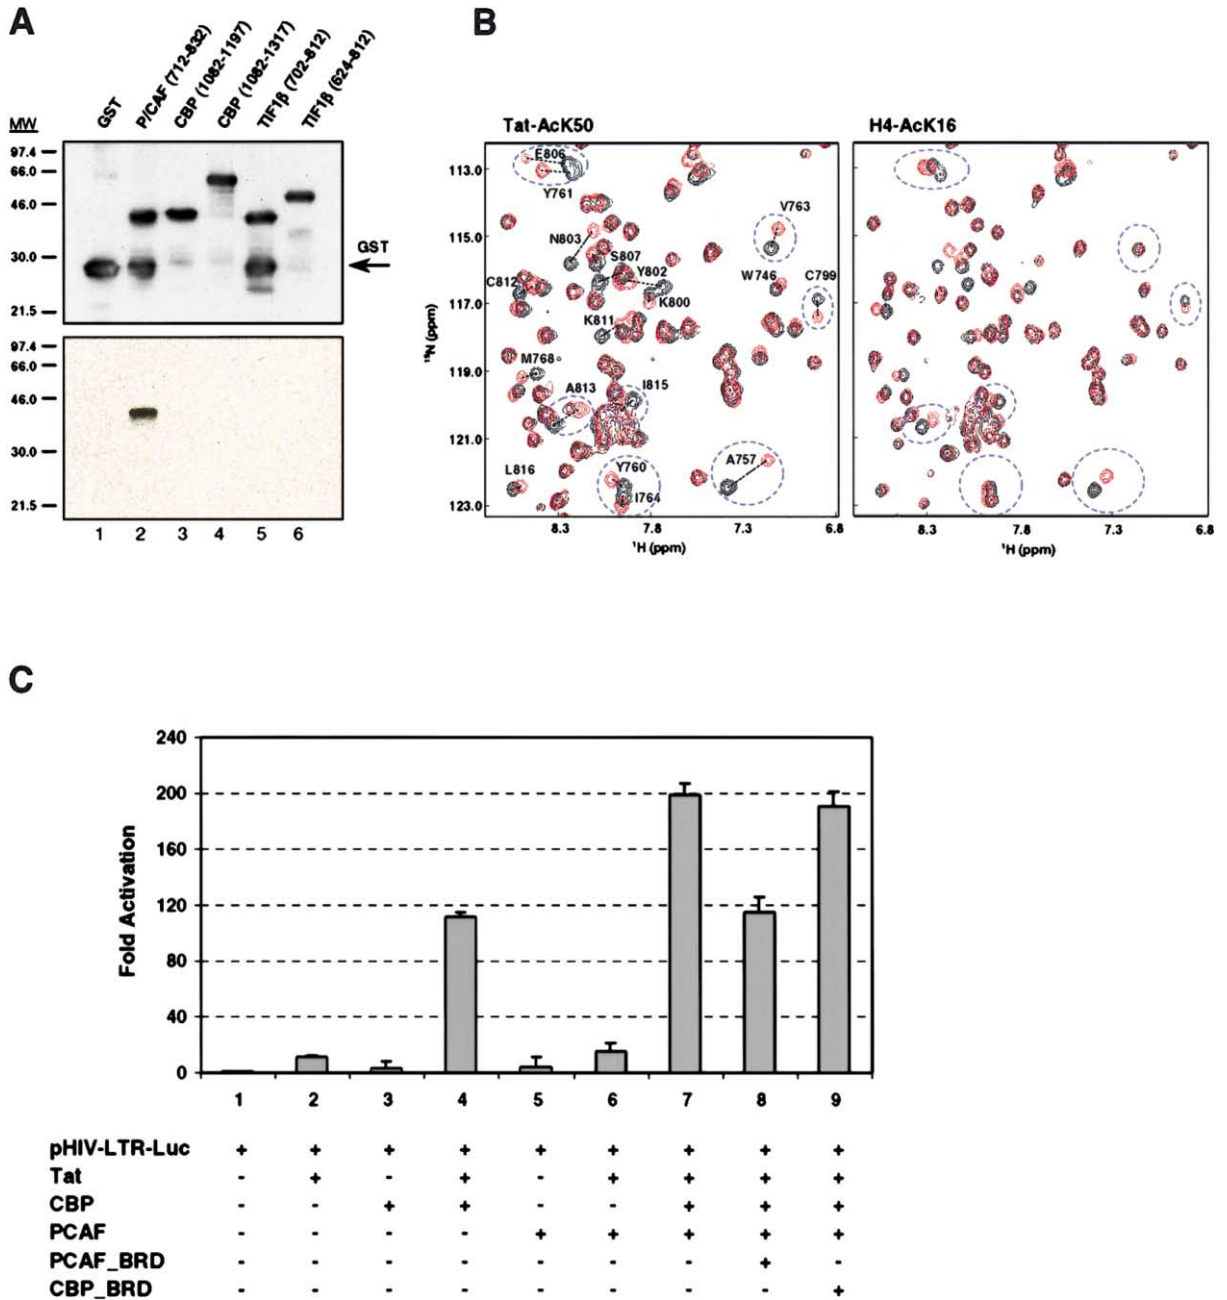 A
GST
P/CAF (712-832)
CBP (1082-1197)
CBP (1082-1317)
TIF1β (702-812)
TIF1β (624-812)
MW
97.4
66.0
46.0
30.0
21.5
GST
97.4
66.0
46.0
30.0
21.5
1 2 3 4 5 6
B
Tat-AcK50
H4-AcK16
113.0
115.0
117.0
119.0
121.0
123.0
¹⁵N (ppm)
E806
Y761
V763
N803
S807
Y802
W746
C799
C812
K800
K811
M768
A813
I815
L816
Y760
A757
I764
8.3 7.8 7.3 6.8
¹H (ppm)
8.3 7.8 7.3 6.8
¹H (ppm)
C
Fold Activation
240
200
160
120
80
40
0
1 2 3 4 5 6 7 8 9
pHIV-LTR-Luc + + + + + + + + +
Tat - + - + - + + + +
CBP - - + + - - + + +
PCAF - - - - + + + + +
PCAF_BRD - - - - - - - + -
CBP_BRD - - - - - - - - +